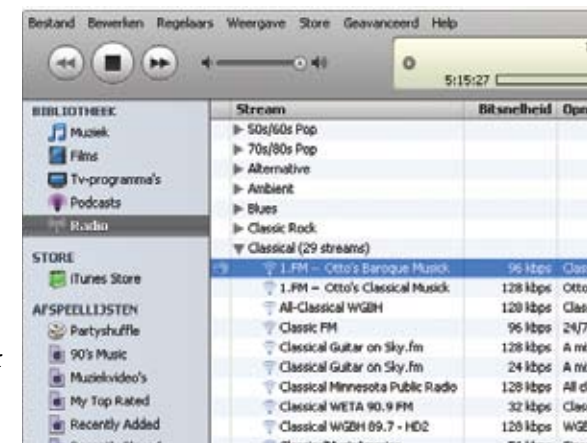 Bestand Bewerken Regelaars Weergave Store Geavanceerd Help
5:15:27
BIBLIOTHEEK
Muziek
Films
Tv-programma's
Podcasts
Radio
STORE
iTunes Store
AFSPEELLIJSTEN
Partyshuffle
90's Music
Muziekvideo's
My Top Rated
Recently Added
Stream Bitsnelheid
50s/60s Pop
70s/80s Pop
Alternative
Ambient
Blues
Classic Rock
Classical (29 streams)
1.FM – Otto's Baroque Musick 96 kbps
1.FM – Otto's Classical Musick 128 kbps Otto
All-Classical WGBH 128 kbps
Classic FM 96 kbps 24/7
Classical Guitar on Sky.fm 128 kbps A mi
Classical Guitar on Sky.fm 24 kbps A mi
Classical Minnesota Public Radio 128 kbps
Classical WETA 90.9 FM 32 kbps
Classical WGBH 89.7 - HD2 128 kbps